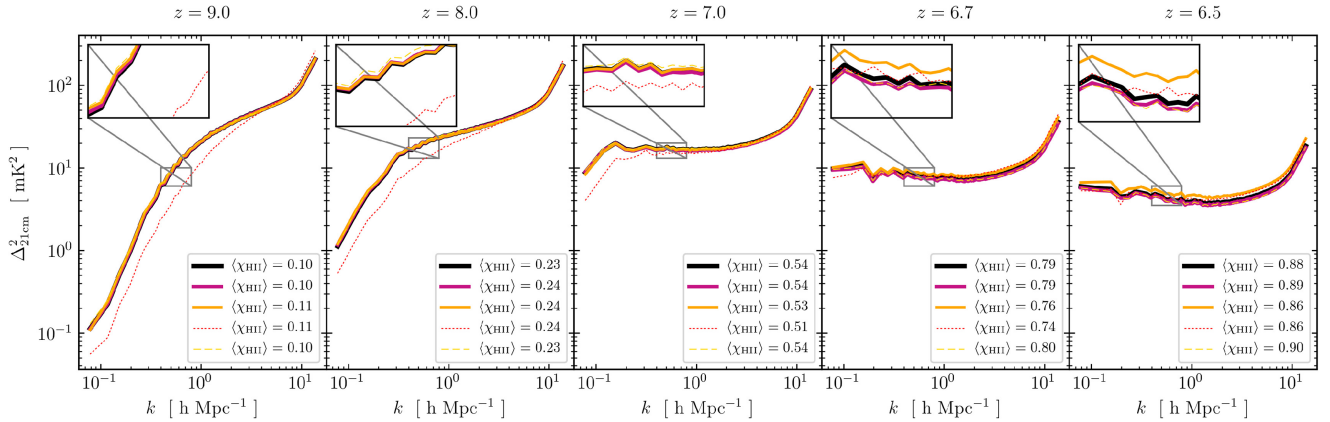 z = 9.0
z = 8.0
z = 7.0
z = 6.7
z = 6.5
Δ²₂₁cm [ mK² ]
10²
10¹
10⁰
10⁻¹
⟨χHII⟩ = 0.10
⟨χHII⟩ = 0.10
⟨χHII⟩ = 0.11
⟨χHII⟩ = 0.11
⟨χHII⟩ = 0.10
⟨χHII⟩ = 0.23
⟨χHII⟩ = 0.24
⟨χHII⟩ = 0.24
⟨χHII⟩ = 0.24
⟨χHII⟩ = 0.23
⟨χHII⟩ = 0.54
⟨χHII⟩ = 0.54
⟨χHII⟩ = 0.53
⟨χHII⟩ = 0.51
⟨χHII⟩ = 0.54
⟨χHII⟩ = 0.79
⟨χHII⟩ = 0.79
⟨χHII⟩ = 0.76
⟨χHII⟩ = 0.74
⟨χHII⟩ = 0.80
⟨χHII⟩ = 0.88
⟨χHII⟩ = 0.89
⟨χHII⟩ = 0.86
⟨χHII⟩ = 0.86
⟨χHII⟩ = 0.90
10⁻¹ 10⁰ 10¹
10⁻¹ 10⁰ 10¹
10⁻¹ 10⁰ 10¹
10⁻¹ 10⁰ 10¹
10⁻¹ 10⁰ 10¹
k [ h Mpc⁻¹ ]
k [ h Mpc⁻¹ ]
k [ h Mpc⁻¹ ]
k [ h Mpc⁻¹ ]
k [ h Mpc⁻¹ ]